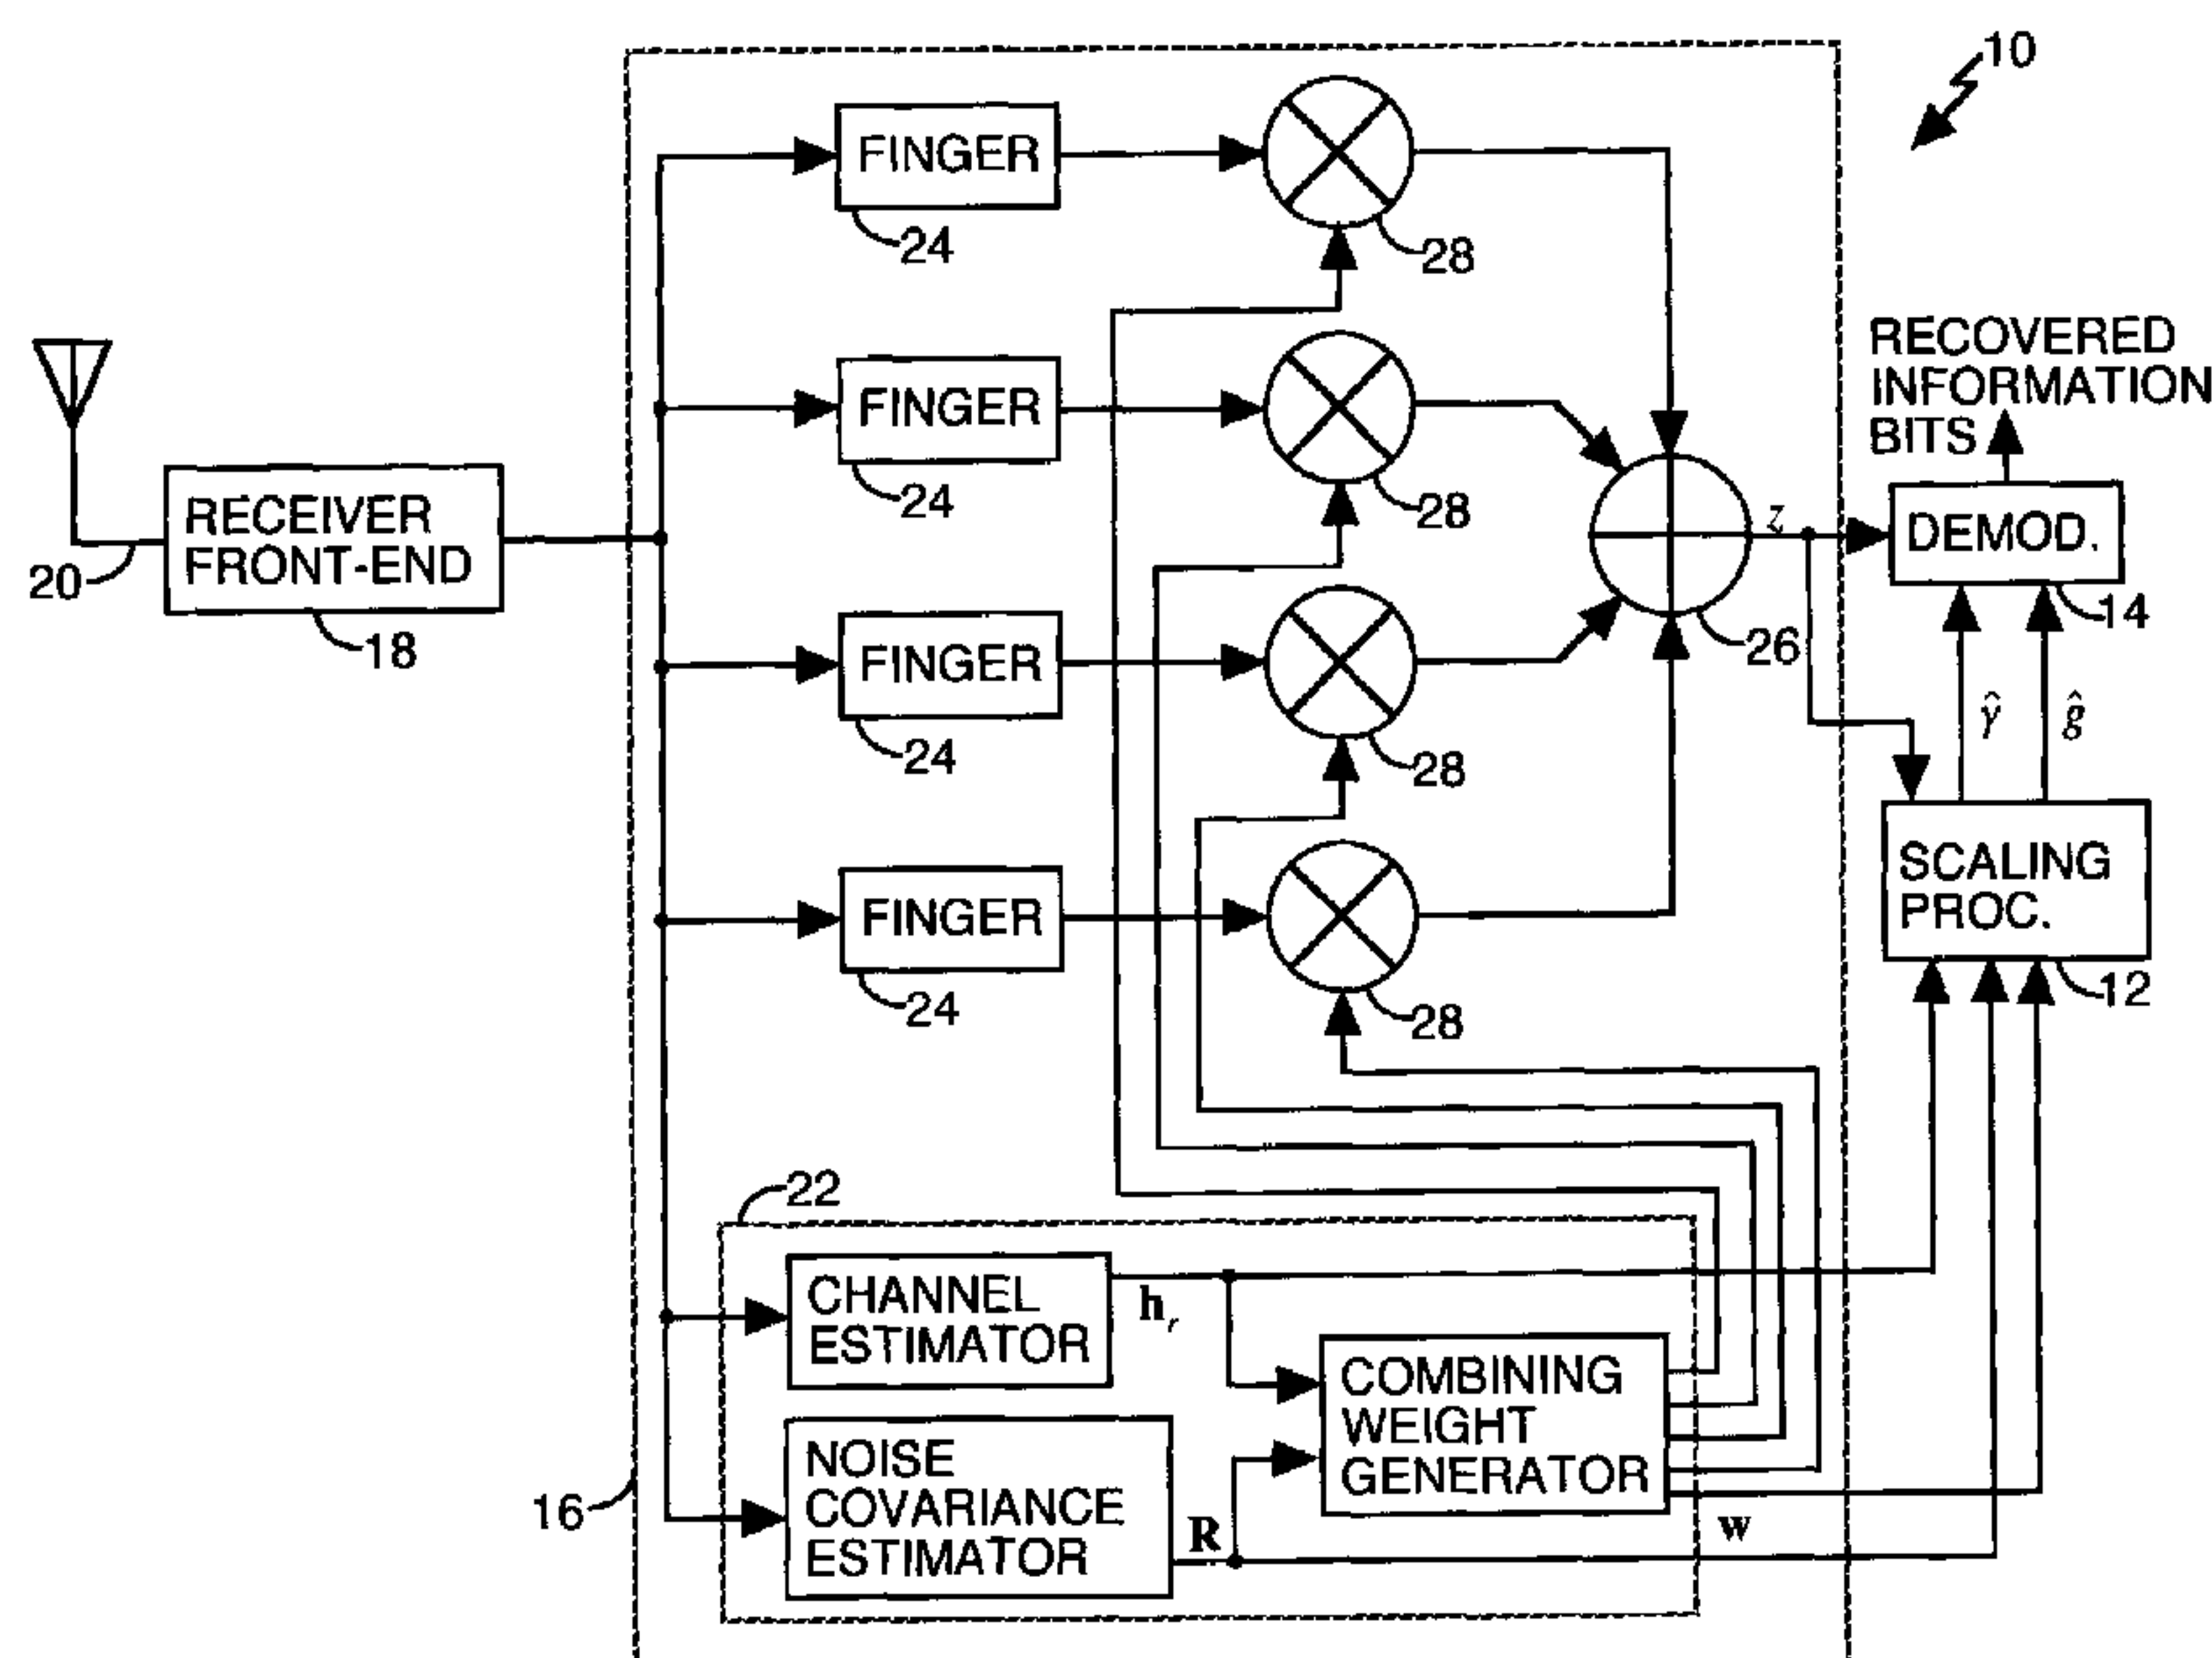 10
FINGER
24
28
FINGER
24
28
RECOVERED
INFORMATION
BITS
RECEIVER
FRONT-END
20
18
z
DEMOD.
14
26
FINGER
24
28
γ̂
ĝ
FINGER
24
28
SCALING
PROC.
12
22
CHANNEL
ESTIMATOR
h_r
COMBINING
WEIGHT
GENERATOR
NOISE
COVARIANCE
ESTIMATOR
R
w
16